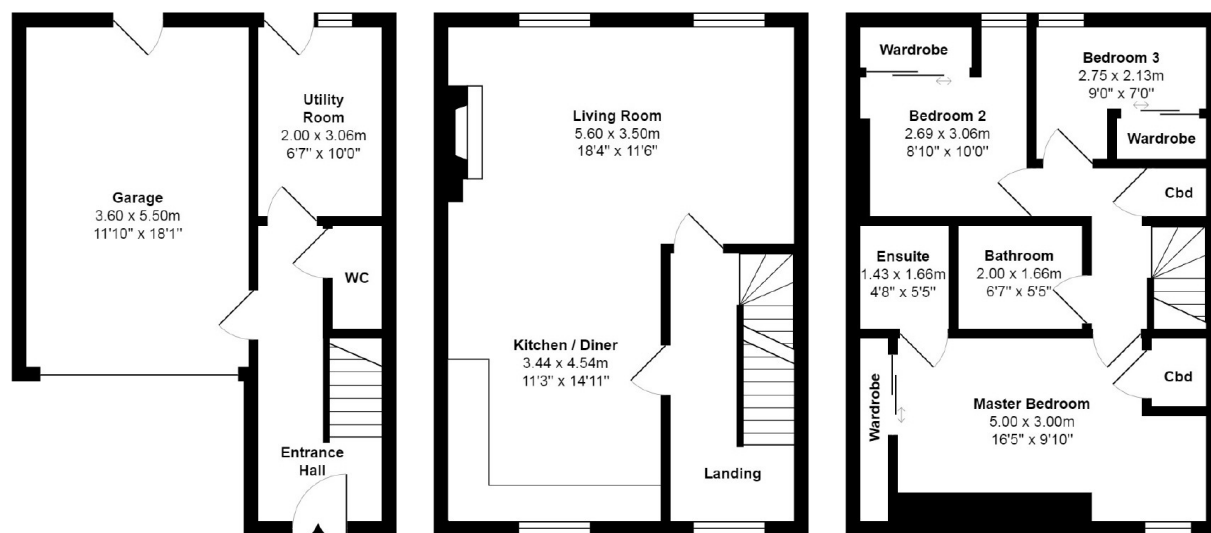 Garage
3.60 x 5.50m
11'10" x 18'1"
Utility
Room
2.00 x 3.06m
6'7" x 10'0"
WC
Entrance
Hall
Living Room
5.60 x 3.50m
18'4" x 11'6"
Kitchen / Diner
3.44 x 4.54m
11'3" x 14'11"
Landing
Wardrobe
Bedroom 2
2.69 x 3.06m
8'10" x 10'0"
Bedroom 3
2.75 x 2.13m
9'0" x 7'0"
Wardrobe
Cbd
Ensuite
1.43 x 1.66m
4'8" x 5'5"
Bathroom
2.00 x 1.66m
6'7" x 5'5"
Wardrobe
Master Bedroom
5.00 x 3.00m
16'5" x 9'10"
Cbd